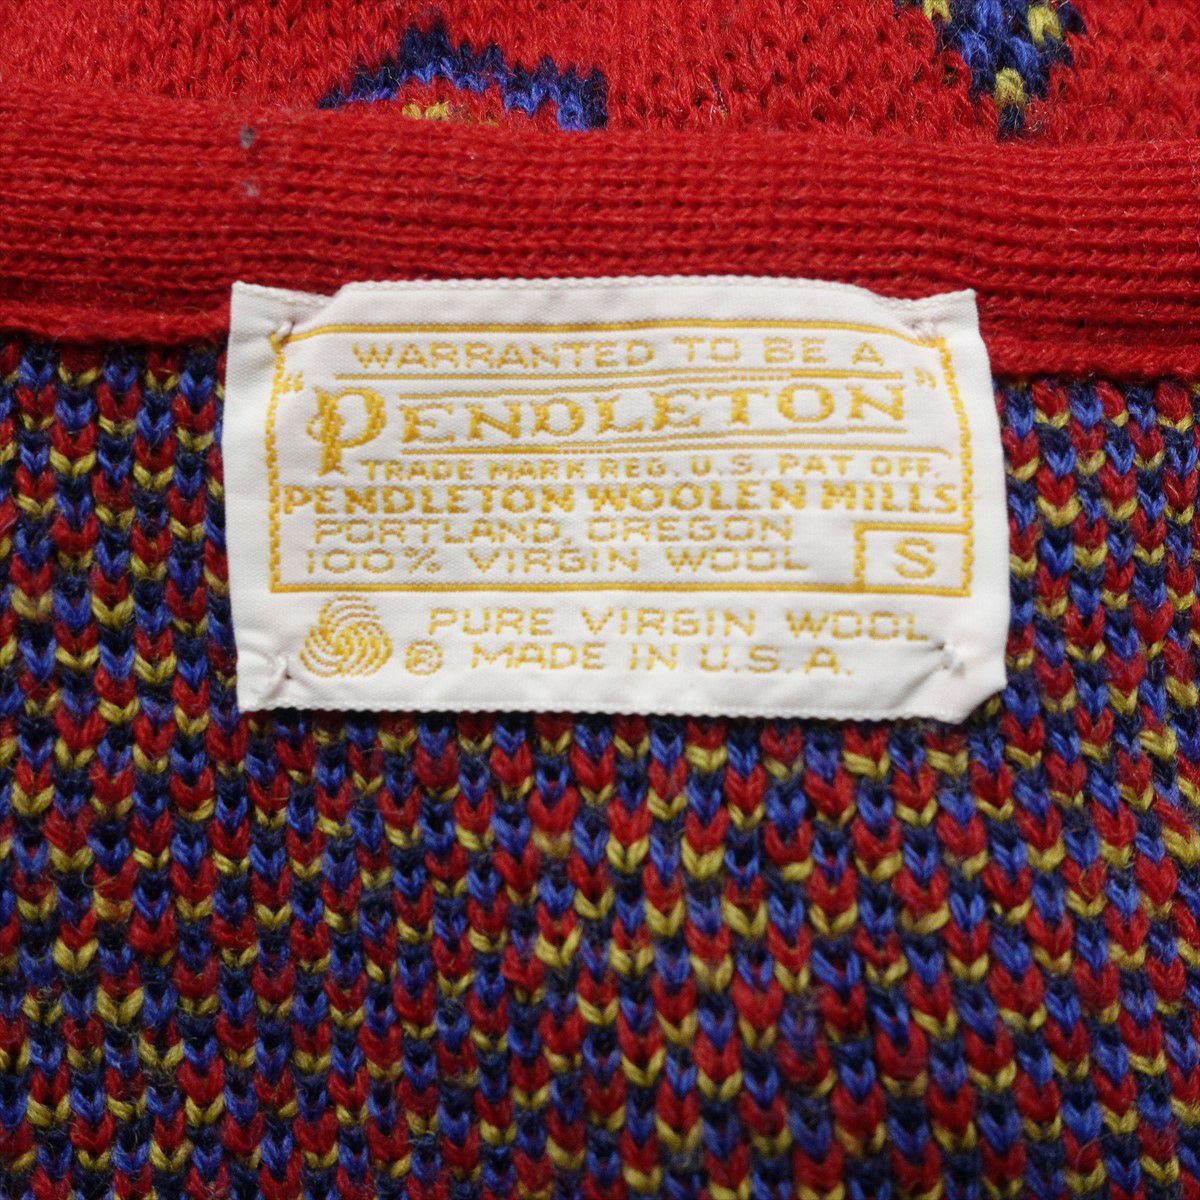 WARRANTED TO BE A
"PENDLETON"
TRADE MARK REG. U.S. PAT OFF.
PENDLETON WOOLEN MILLS
PORTLAND, OREGON
100% VIRGIN WOOL
S
PURE VIRGIN WOOL
® MADE IN U.S.A.